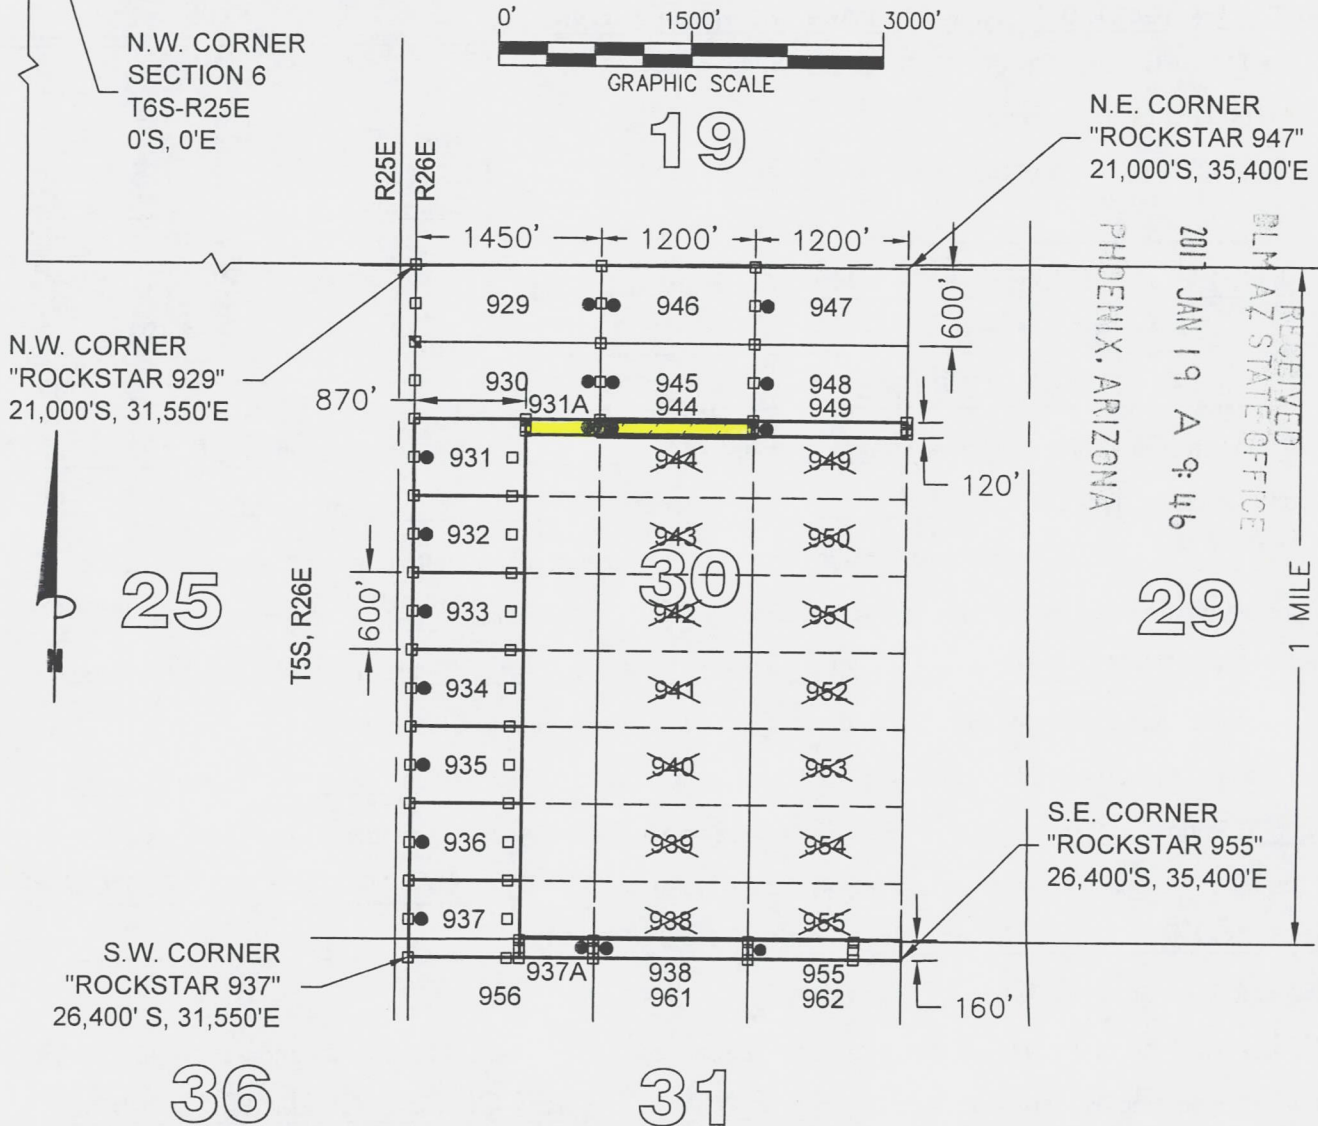 0' 1500' 3000'
GRAPHIC SCALE
N.W. CORNER
SECTION 6
T6S-R25E
0'S, 0'E
19
N.E. CORNER
"ROCKSTAR 947"
21,000'S, 35,400'E
R25E
R26E
1450' 1200' 1200'
RECEIVED
BLM AZ STATE OFFICE
JAN 19 A 9:46
PHOENIX, ARIZONA
929 946 947
600'
N.W. CORNER
"ROCKSTAR 929"
21,000'S, 31,550'E
930 945 948
870' 931A 944 949
931 944 949
120'
932 943 950
30
25
T5S, R26E
600'
933 942 951
29
1 MILE
934 941 952
935 940 953
936 939 954
S.E. CORNER
"ROCKSTAR 955"
26,400'S, 35,400'E
937 938 955
S.W. CORNER
"ROCKSTAR 937"
26,400' S, 31,550'E
937A 938 955
956 961 962
160'
36
31